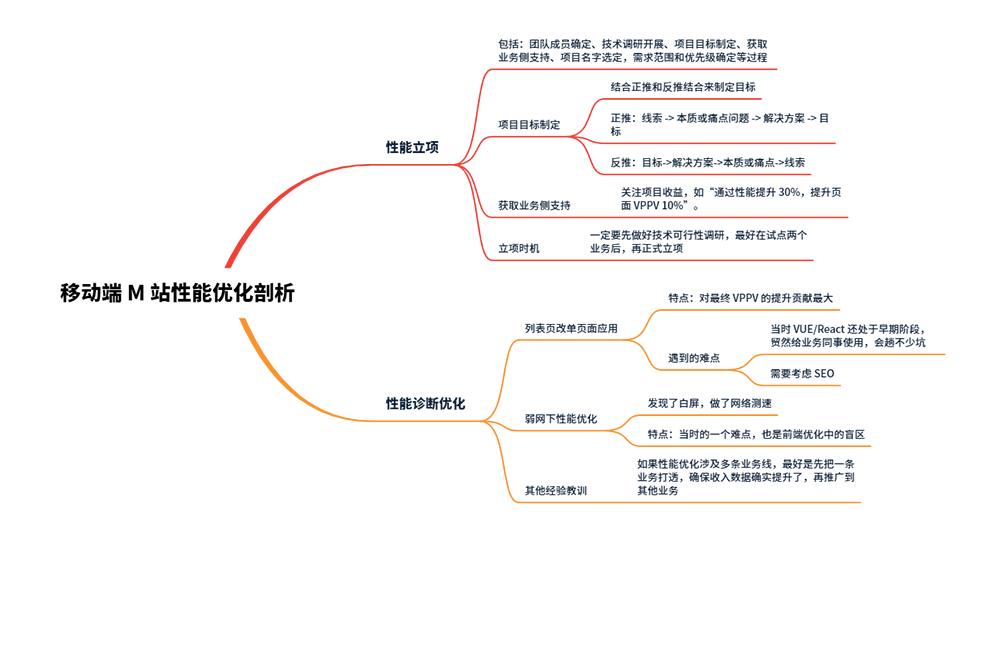 移动端 M 站性能优化剖析
性能立项
包括：团队成员确定、技术调研开展、项目目标制定、获取
业务侧支持、项目名字选定，需求范围和优先级确定等过程
项目目标制定
结合正推和反推结合来制定目标
正推：线索 -> 本质或痛点问题 -> 解决方案 -> 目
标
反推：目标->解决方案->本质或痛点->线索
获取业务侧支持
关注项目收益，如“通过性能提升 30%，提升页
面 VPPV 10%”。
立项时机
一定要先做好技术可行性调研，最好在试点两个
业务后，再正式立项
性能诊断优化
列表页改单页面应用
特点：对最终 VPPV 的提升贡献最大
遇到的难点
当时 VUE/React 还处于早期阶段，
贸然给业务同事使用，会趟不少坑
需要考虑 SEO
弱网下性能优化
发现了白屏，做了网络测速
特点：当时的一个难点，也是前端优化中的盲区
其他经验教训
如果性能优化涉及多条业务线，最好是先把一条
业务打透，确保收入数据确实提升了，再推广到
其他业务